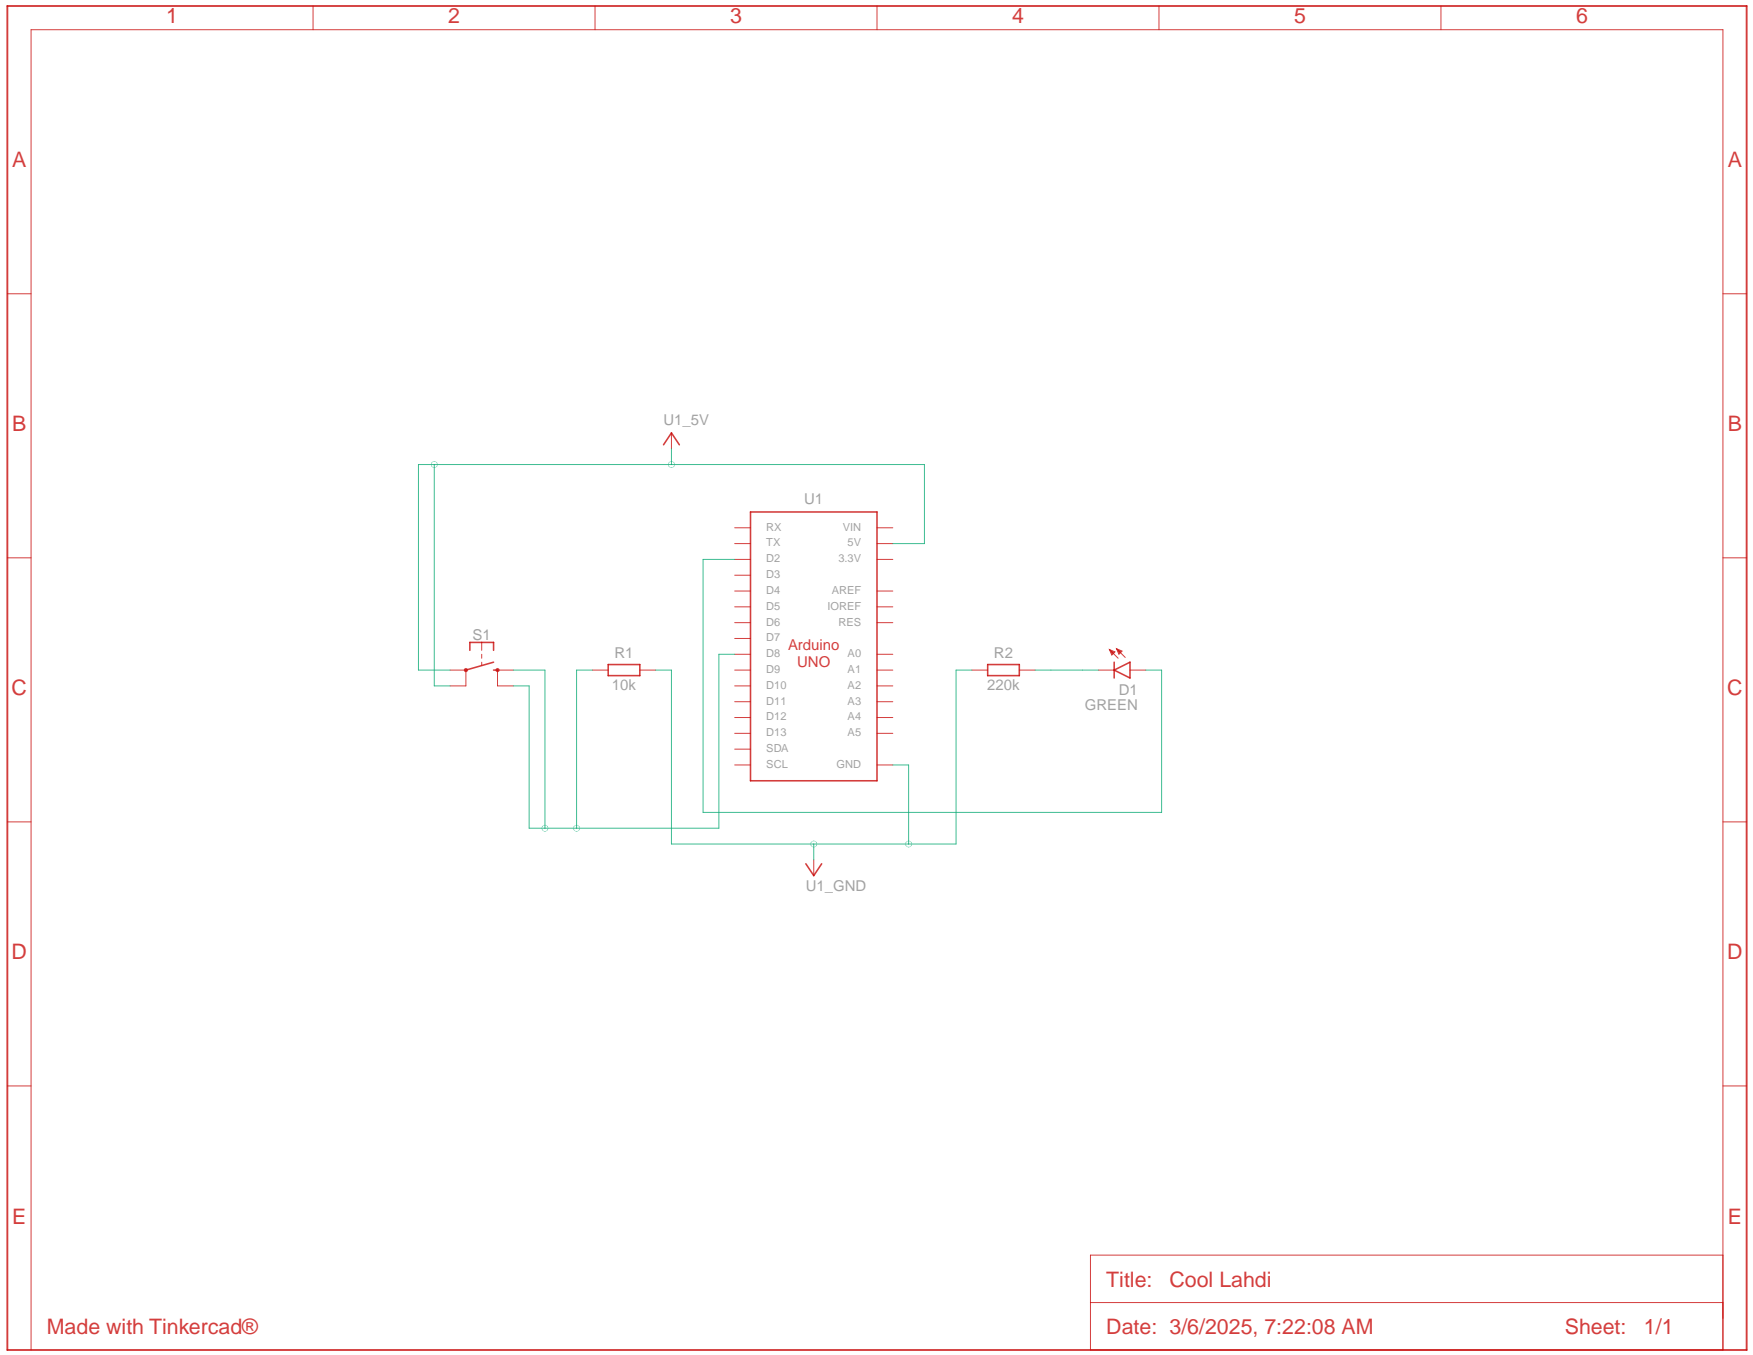 1 2 3 4 5 6
A A
B B
U1_5V
U1
RX VIN
TX 5V
D2 3.3V
D3
D4 AREF
D5 IOREF
D6 RES
D7
D8 A0
D9 A1
D10 A2
D11 A3
D12 A4
D13 A5
SDA
SCL GND
Arduino
UNO
S1
R1
10k
R2
220k
D1
GREEN
C C
U1_GND
D D
E E
Title: Cool Lahdi
Made with Tinkercad®
Date: 3/6/2025, 7:22:08 AM Sheet: 1/1